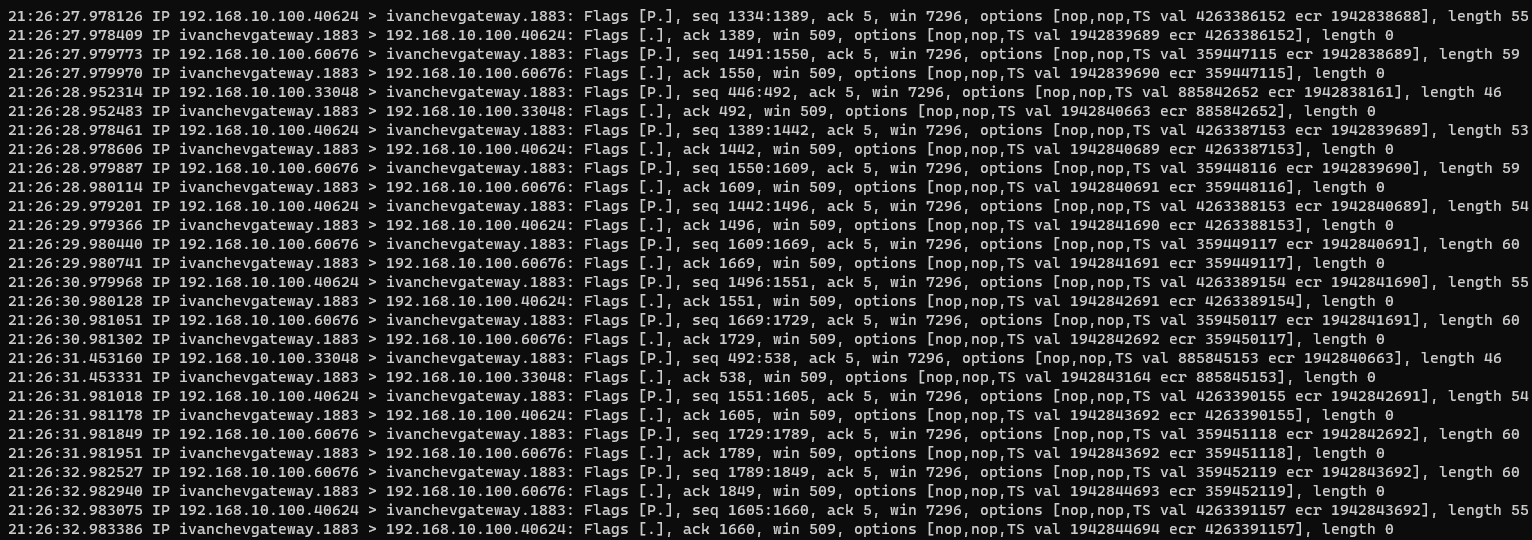 21:26:27.978126 IP 192.168.10.100.40624 > ivanchevgateway.1883: Flags [P.], seq 1334:1389, ack 5, win 7296, options [nop,nop,TS val 4263386152 ecr 1942838688], length 55
21:26:27.978409 IP ivanchevgateway.1883 > 192.168.10.100.40624: Flags [.], ack 1389, win 509, options [nop,nop,TS val 1942839689 ecr 4263386152], length 0
21:26:27.979773 IP 192.168.10.100.60676 > ivanchevgateway.1883: Flags [P.], seq 1491:1550, ack 5, win 7296, options [nop,nop,TS val 359447115 ecr 1942838689], length 59
21:26:27.979970 IP ivanchevgateway.1883 > 192.168.10.100.60676: Flags [.], ack 1550, win 509, options [nop,nop,TS val 1942839690 ecr 359447115], length 0
21:26:28.952314 IP 192.168.10.100.33048 > ivanchevgateway.1883: Flags [P.], seq 446:492, ack 5, win 7296, options [nop,nop,TS val 885842652 ecr 1942838161], length 46
21:26:28.952483 IP ivanchevgateway.1883 > 192.168.10.100.33048: Flags [.], ack 492, win 509, options [nop,nop,TS val 1942840663 ecr 885842652], length 0
21:26:28.978461 IP 192.168.10.100.40624 > ivanchevgateway.1883: Flags [P.], seq 1389:1442, ack 5, win 7296, options [nop,nop,TS val 4263387153 ecr 1942839689], length 53
21:26:28.978606 IP ivanchevgateway.1883 > 192.168.10.100.40624: Flags [.], ack 1442, win 509, options [nop,nop,TS val 1942840689 ecr 4263387153], length 0
21:26:28.979887 IP 192.168.10.100.60676 > ivanchevgateway.1883: Flags [P.], seq 1550:1609, ack 5, win 7296, options [nop,nop,TS val 359448116 ecr 1942839690], length 59
21:26:28.980114 IP ivanchevgateway.1883 > 192.168.10.100.60676: Flags [.], ack 1609, win 509, options [nop,nop,TS val 1942840691 ecr 359448116], length 0
21:26:29.979201 IP 192.168.10.100.40624 > ivanchevgateway.1883: Flags [P.], seq 1442:1496, ack 5, win 7296, options [nop,nop,TS val 4263388153 ecr 1942840689], length 54
21:26:29.979366 IP ivanchevgateway.1883 > 192.168.10.100.40624: Flags [.], ack 1496, win 509, options [nop,nop,TS val 1942841690 ecr 4263388153], length 0
21:26:29.980440 IP 192.168.10.100.60676 > ivanchevgateway.1883: Flags [P.], seq 1609:1669, ack 5, win 7296, options [nop,nop,TS val 359449117 ecr 1942840691], length 60
21:26:29.980741 IP ivanchevgateway.1883 > 192.168.10.100.60676: Flags [.], ack 1669, win 509, options [nop,nop,TS val 1942841691 ecr 359449117], length 0
21:26:30.979968 IP 192.168.10.100.40624 > ivanchevgateway.1883: Flags [P.], seq 1496:1551, ack 5, win 7296, options [nop,nop,TS val 4263389154 ecr 1942841690], length 55
21:26:30.980128 IP ivanchevgateway.1883 > 192.168.10.100.40624: Flags [.], ack 1551, win 509, options [nop,nop,TS val 1942842691 ecr 4263389154], length 0
21:26:30.981051 IP 192.168.10.100.60676 > ivanchevgateway.1883: Flags [P.], seq 1669:1729, ack 5, win 7296, options [nop,nop,TS val 359450117 ecr 1942841691], length 60
21:26:30.981302 IP ivanchevgateway.1883 > 192.168.10.100.60676: Flags [.], ack 1729, win 509, options [nop,nop,TS val 1942842692 ecr 359450117], length 0
21:26:31.453160 IP 192.168.10.100.33048 > ivanchevgateway.1883: Flags [P.], seq 492:538, ack 5, win 7296, options [nop,nop,TS val 885845153 ecr 1942840663], length 46
21:26:31.453331 IP ivanchevgateway.1883 > 192.168.10.100.33048: Flags [.], ack 538, win 509, options [nop,nop,TS val 1942843164 ecr 885845153], length 0
21:26:31.981018 IP 192.168.10.100.40624 > ivanchevgateway.1883: Flags [P.], seq 1551:1605, ack 5, win 7296, options [nop,nop,TS val 4263390155 ecr 1942842691], length 54
21:26:31.981178 IP ivanchevgateway.1883 > 192.168.10.100.40624: Flags [.], ack 1605, win 509, options [nop,nop,TS val 1942843692 ecr 4263390155], length 0
21:26:31.981849 IP 192.168.10.100.60676 > ivanchevgateway.1883: Flags [P.], seq 1729:1789, ack 5, win 7296, options [nop,nop,TS val 359451118 ecr 1942842692], length 60
21:26:31.981951 IP ivanchevgateway.1883 > 192.168.10.100.60676: Flags [.], ack 1789, win 509, options [nop,nop,TS val 1942843692 ecr 359451118], length 0
21:26:32.982527 IP 192.168.10.100.60676 > ivanchevgateway.1883: Flags [P.], seq 1789:1849, ack 5, win 7296, options [nop,nop,TS val 359452119 ecr 1942843692], length 60
21:26:32.982940 IP ivanchevgateway.1883 > 192.168.10.100.60676: Flags [.], ack 1849, win 509, options [nop,nop,TS val 1942844693 ecr 359452119], length 0
21:26:32.983075 IP 192.168.10.100.40624 > ivanchevgateway.1883: Flags [P.], seq 1605:1660, ack 5, win 7296, options [nop,nop,TS val 4263391157 ecr 1942843692], length 55
21:26:32.983386 IP ivanchevgateway.1883 > 192.168.10.100.40624: Flags [.], ack 1660, win 509, options [nop,nop,TS val 1942844694 ecr 4263391157], length 0